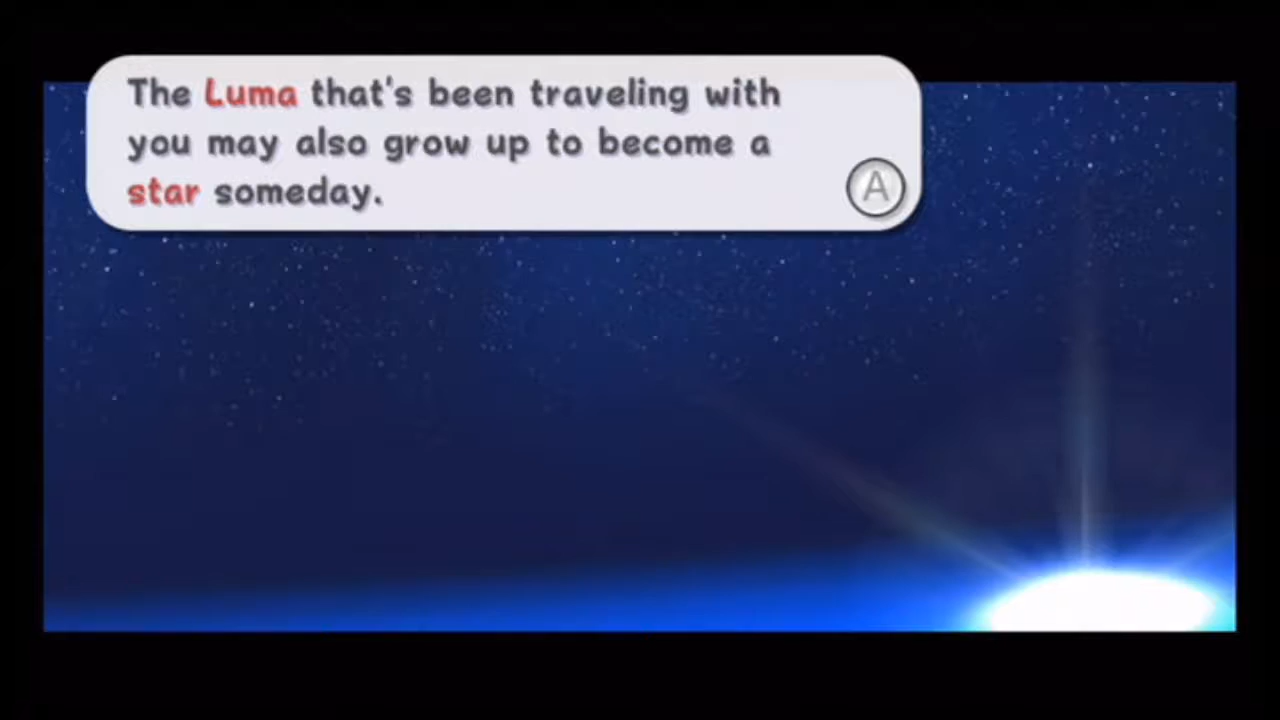 The Luma that's been traveling with
you may also grow up to become a
star someday.
A